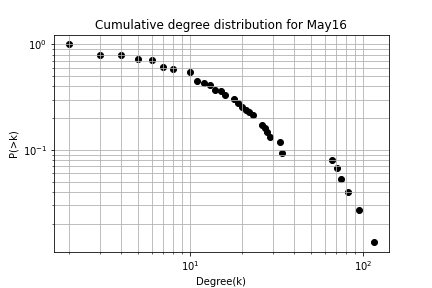 Cumulative degree distribution for May16
10⁰
10⁻¹
P(>k)
10¹
10²
Degree(k)